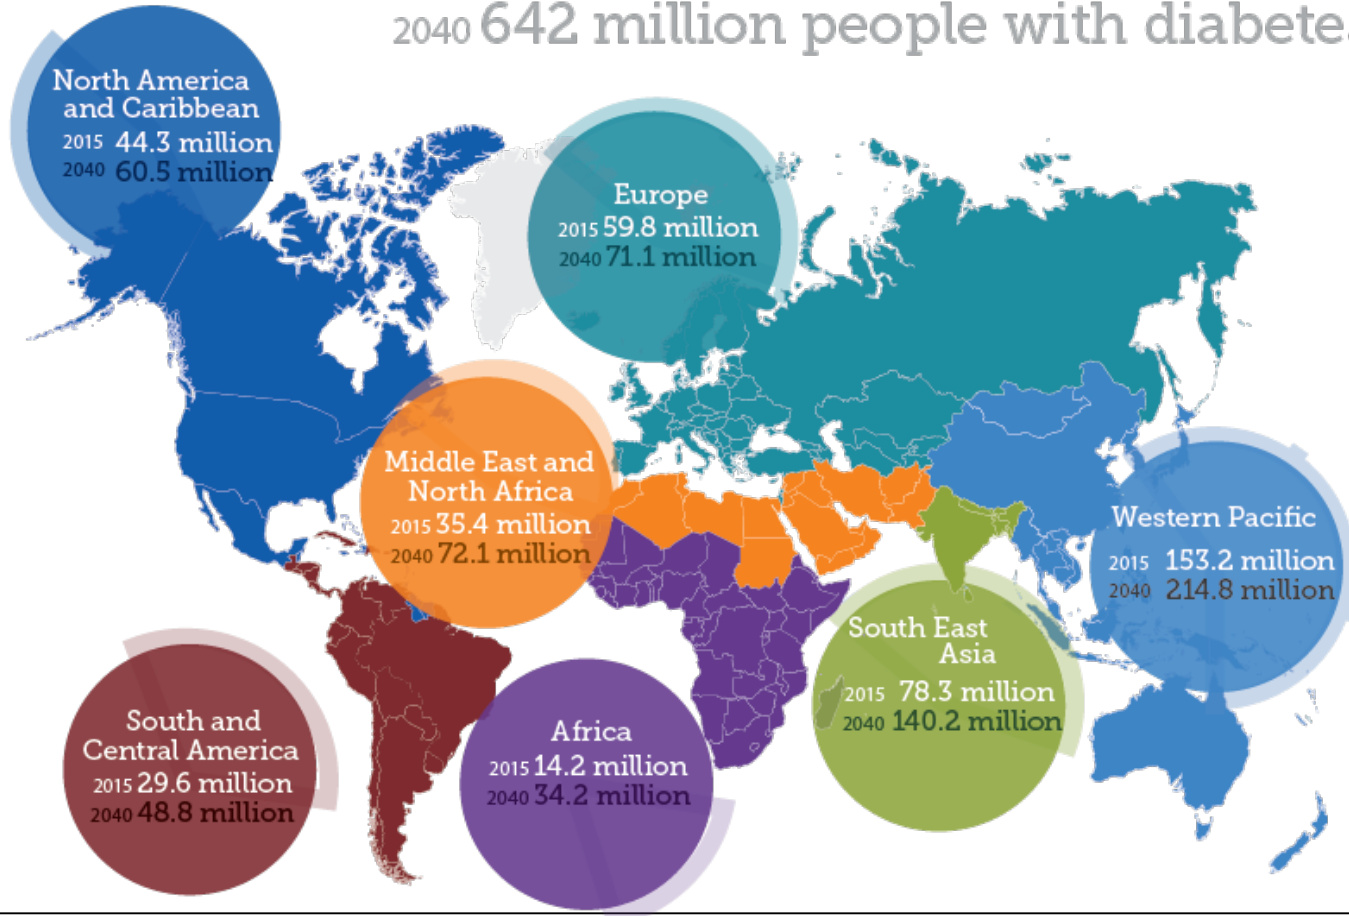 2040 642 million people with diabete
North America
and Caribbean
2015 44.3 million
2040 60.5 million
Europe
2015 59.8 million
2040 71.1 million
Middle East and
North Africa
2015 35.4 million
2040 72.1 million
Western Pacific
2015 153.2 million
2040 214.8 million
South East
Asia
2015 78.3 million
2040 140.2 million
South and
Central America
2015 29.6 million
2040 48.8 million
Africa
2015 14.2 million
2040 34.2 million